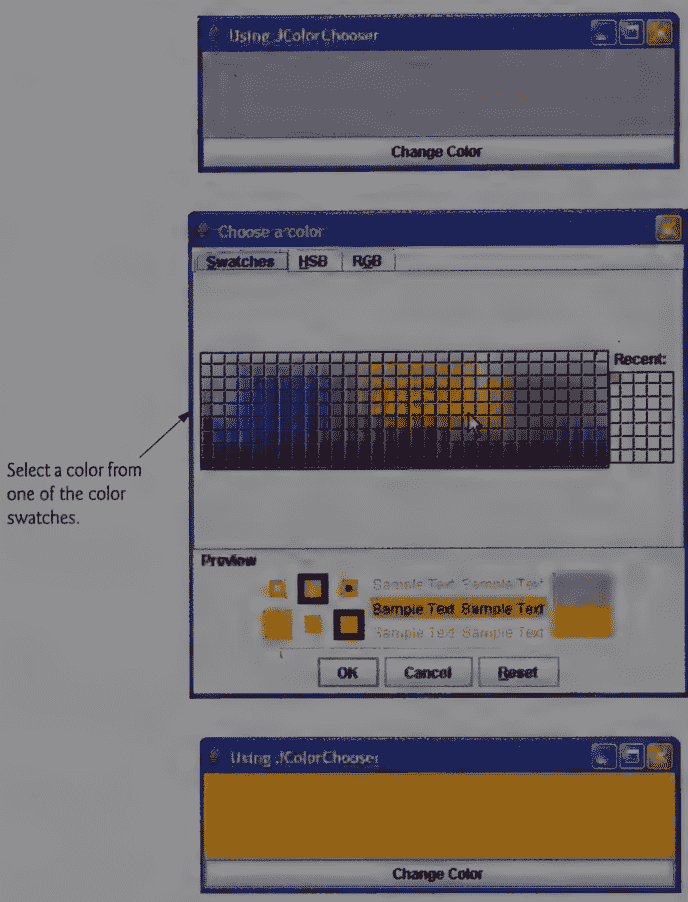 Using JColorChooser
Change Color
Choose a color
Swatches HSB RGB
Recent:
Select a color from
one of the color
swatches.
Preview
Sample Text Sample Text
Sample Text Sample Text
Sample Text Sample Text
OK Cancel Reset
Using JColorChooser
Change Color